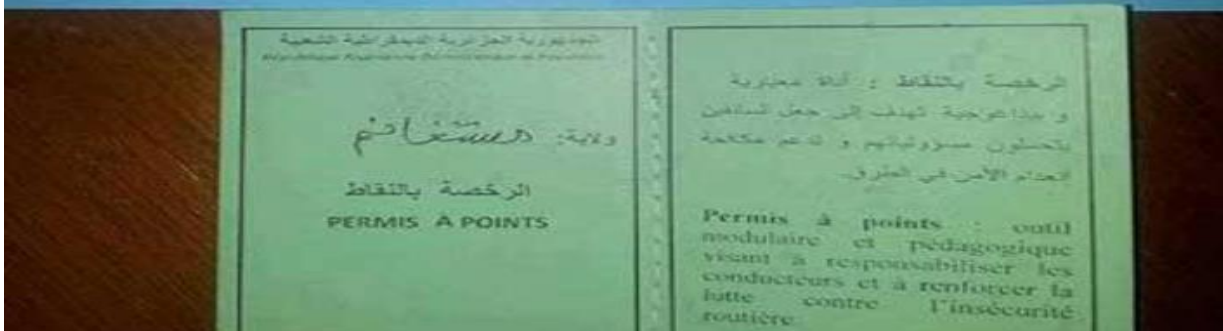 الجمهورية الجزائرية الديمقراطية الشعبية
République Algérienne Démocratique et Populaire
ولاية: مستغانم
الرخصة بالنقاط
PERMIS A POINTS
الرخصة بالنقاط : أداة معيارية
و بيداغوجية تهدف إلى جعل السائقين
يتحملون مسؤولياتهم و تدعم مكافحة
انعدام الأمن في الطرق.
Permis à points : outil
modulaire et pédagogique
visant à responsabiliser les
conducteurs et à renforcer la
lutte contre l'insécurité
routière